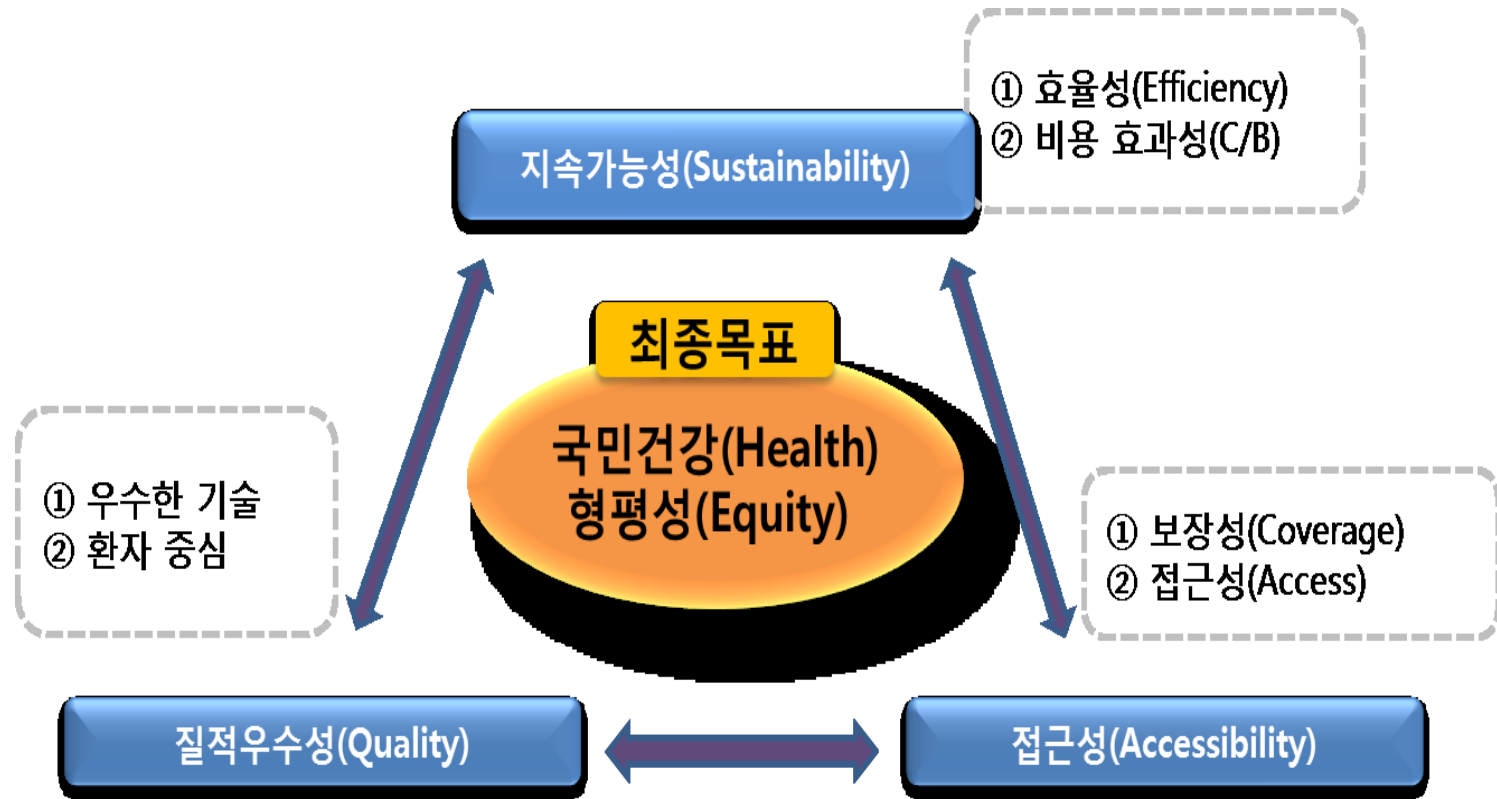 ① 효율성(Efficiency)
② 비용 효과성(C/B)
지속가능성(Sustainability)
최종목표
국민건강(Health)
형평성(Equity)
① 우수한 기술
② 환자 중심
① 보장성(Coverage)
② 접근성(Access)
질적우수성(Quality)
접근성(Accessibility)